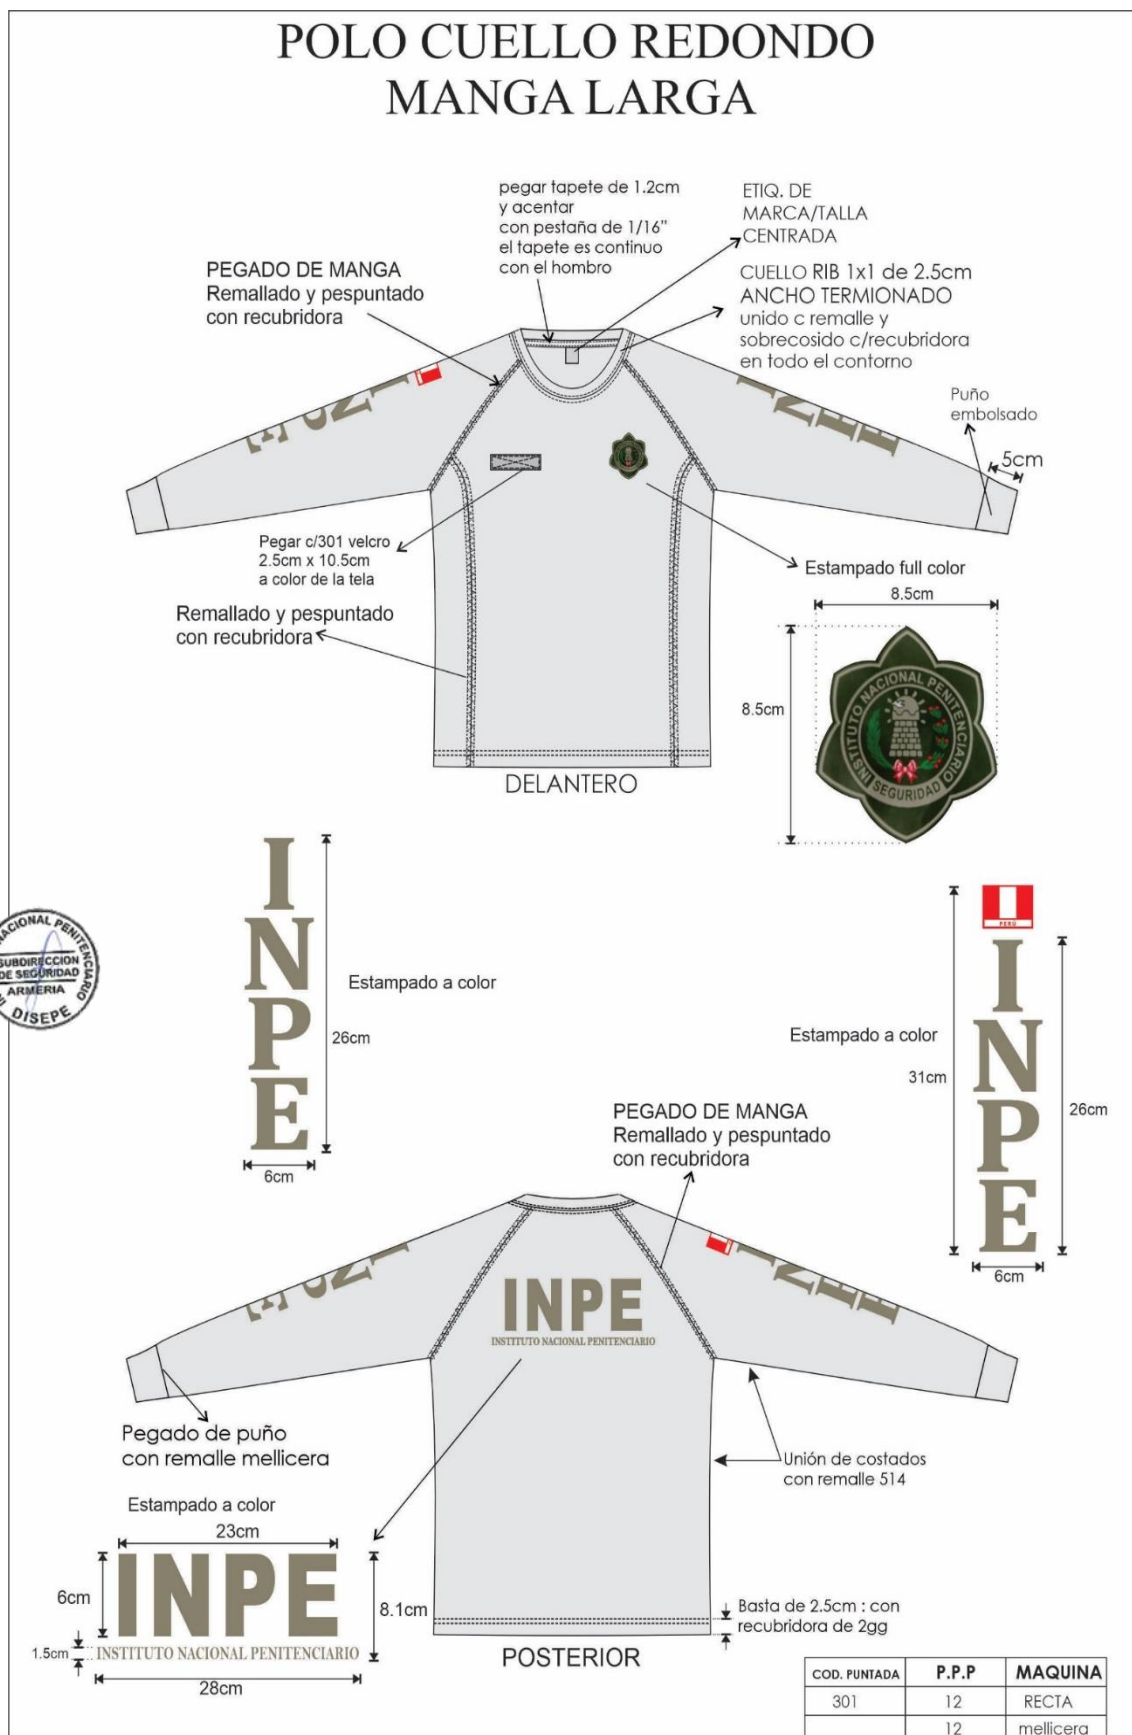 POLO CUELLO REDONDO
MANGA LARGA
pegar tapete de 1.2cm
y acentar
con pestaña de 1/16”
el tapete es continuo
con el hombro
ETIQ. DE
MARCA/TALLA
CENTRADA
PEGADO DE MANGA
Remallado y pespuntado
con recubridora
CUELLO RIB 1x1 de 2.5cm
ANCHO TERMIONADO
unido c remalle y
sobrecosido c/recubridora
en todo el contorno
Puño
embolsado
5cm
Pegar c/301 velcro
2.5cm x 10.5cm
a color de la tela
Remallado y pespuntado
con recubridora
Estampado full color
8.5cm
8.5cm
INSTITUTO NACIONAL PENITENCIARIO
SEGURIDAD
DELANTERO
I
N
P
E
Estampado a color
26cm
6cm
NACIONAL PENITENCIARIO
SUBDIRECCION
DE SEGURIDAD
ARMERIA
DISEPE
PERÚ
I
N
P
E
Estampado a color
31cm
26cm
6cm
PEGADO DE MANGA
Remallado y pespuntado
con recubridora
INPE
INSTITUTO NACIONAL PENITENCIARIO
Pegado de puño
con remalle mellicera
Unión de costados
con remalle 514
Estampado a color
23cm
6cm
INPE
8.1cm
1.5cm
INSTITUTO NACIONAL PENITENCIARIO
28cm
Basta de 2.5cm : con
recubridora de 2gg
POSTERIOR
COD. PUNTADA P.P.P MAQUINA
301 12 RECTA
12 mellicera